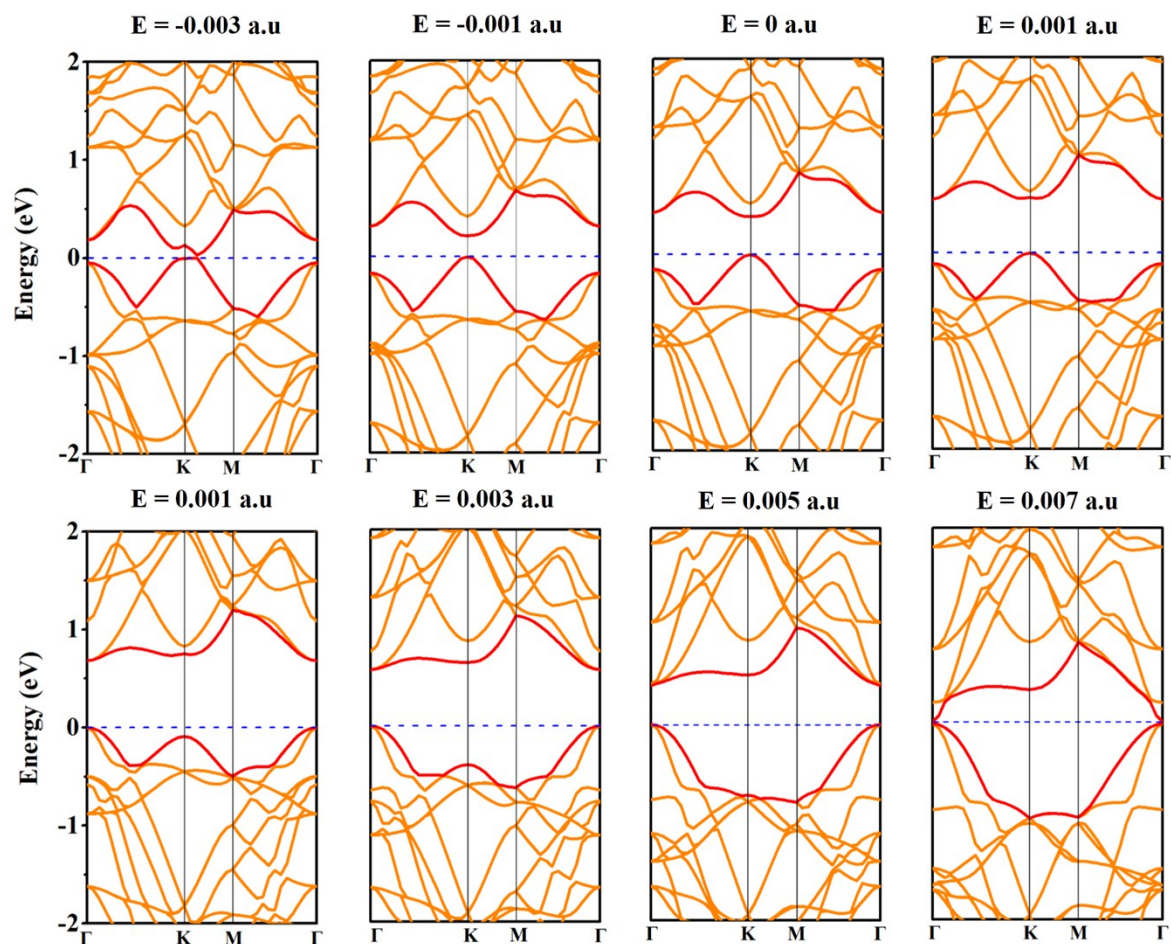 E = -0.003 a.u
E = -0.001 a.u
E = 0 a.u
E = 0.001 a.u
Energy (eV)
2
1
0
-1
-2
Γ K M Γ
Γ K M Γ
Γ K M Γ
Γ K M Γ
E = 0.001 a.u
E = 0.003 a.u
E = 0.005 a.u
E = 0.007 a.u
Energy (eV)
2
1
0
-1
-2
Γ K M Γ
Γ K M Γ
Γ K M Γ
Γ K M Γ